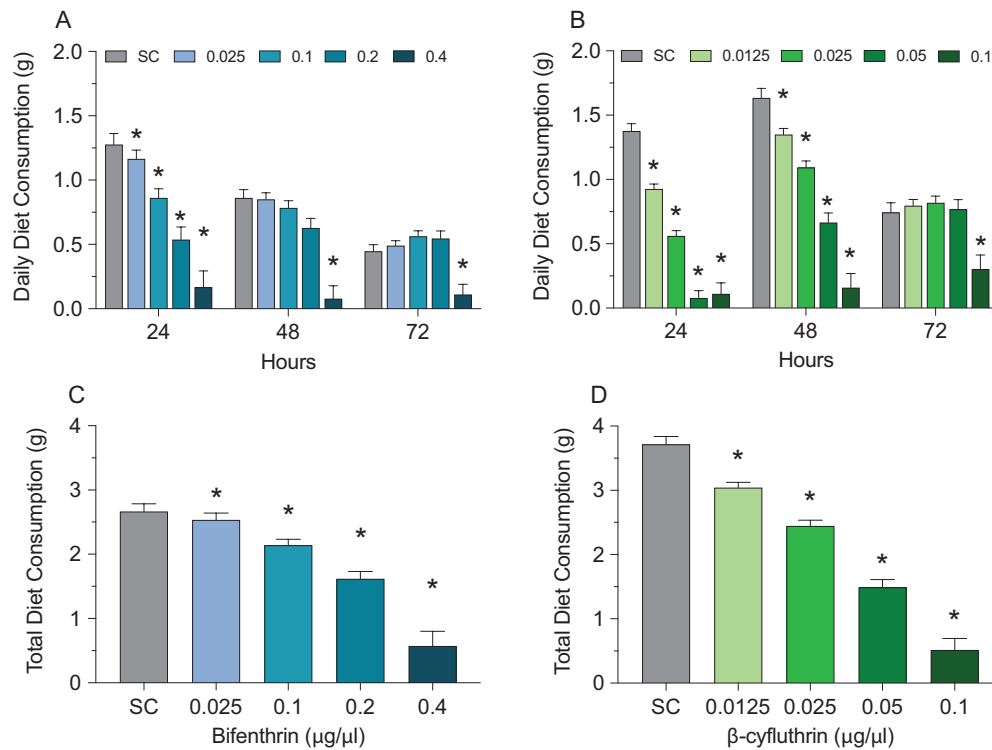 A
SC 0.025 0.1 0.2 0.4
Daily Diet Consumption (g)
2.0
1.5
1.0
0.5
0.0
* * * * * *
24 48 72
Hours
B
SC 0.0125 0.025 0.05 0.1
Daily Diet Consumption (g)
2.0
1.5
1.0
0.5
0.0
* * * * * * * * *
24 48 72
Hours
C
Total Diet Consumption (g)
4
3
2
1
0
* * * *
SC 0.025 0.1 0.2 0.4
Bifenthrin (µg/µl)
D
Total Diet Consumption (g)
4
3
2
1
0
* * * *
SC 0.0125 0.025 0.05 0.1
β-cyfluthrin (µg/µl)